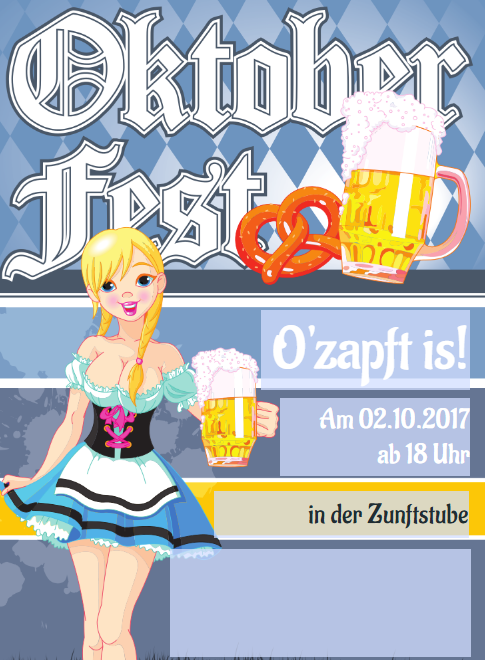 Oktober
Fest
O'zapft is!
Am 02.10.2017
ab 18 Uhr
in der Zunftstube